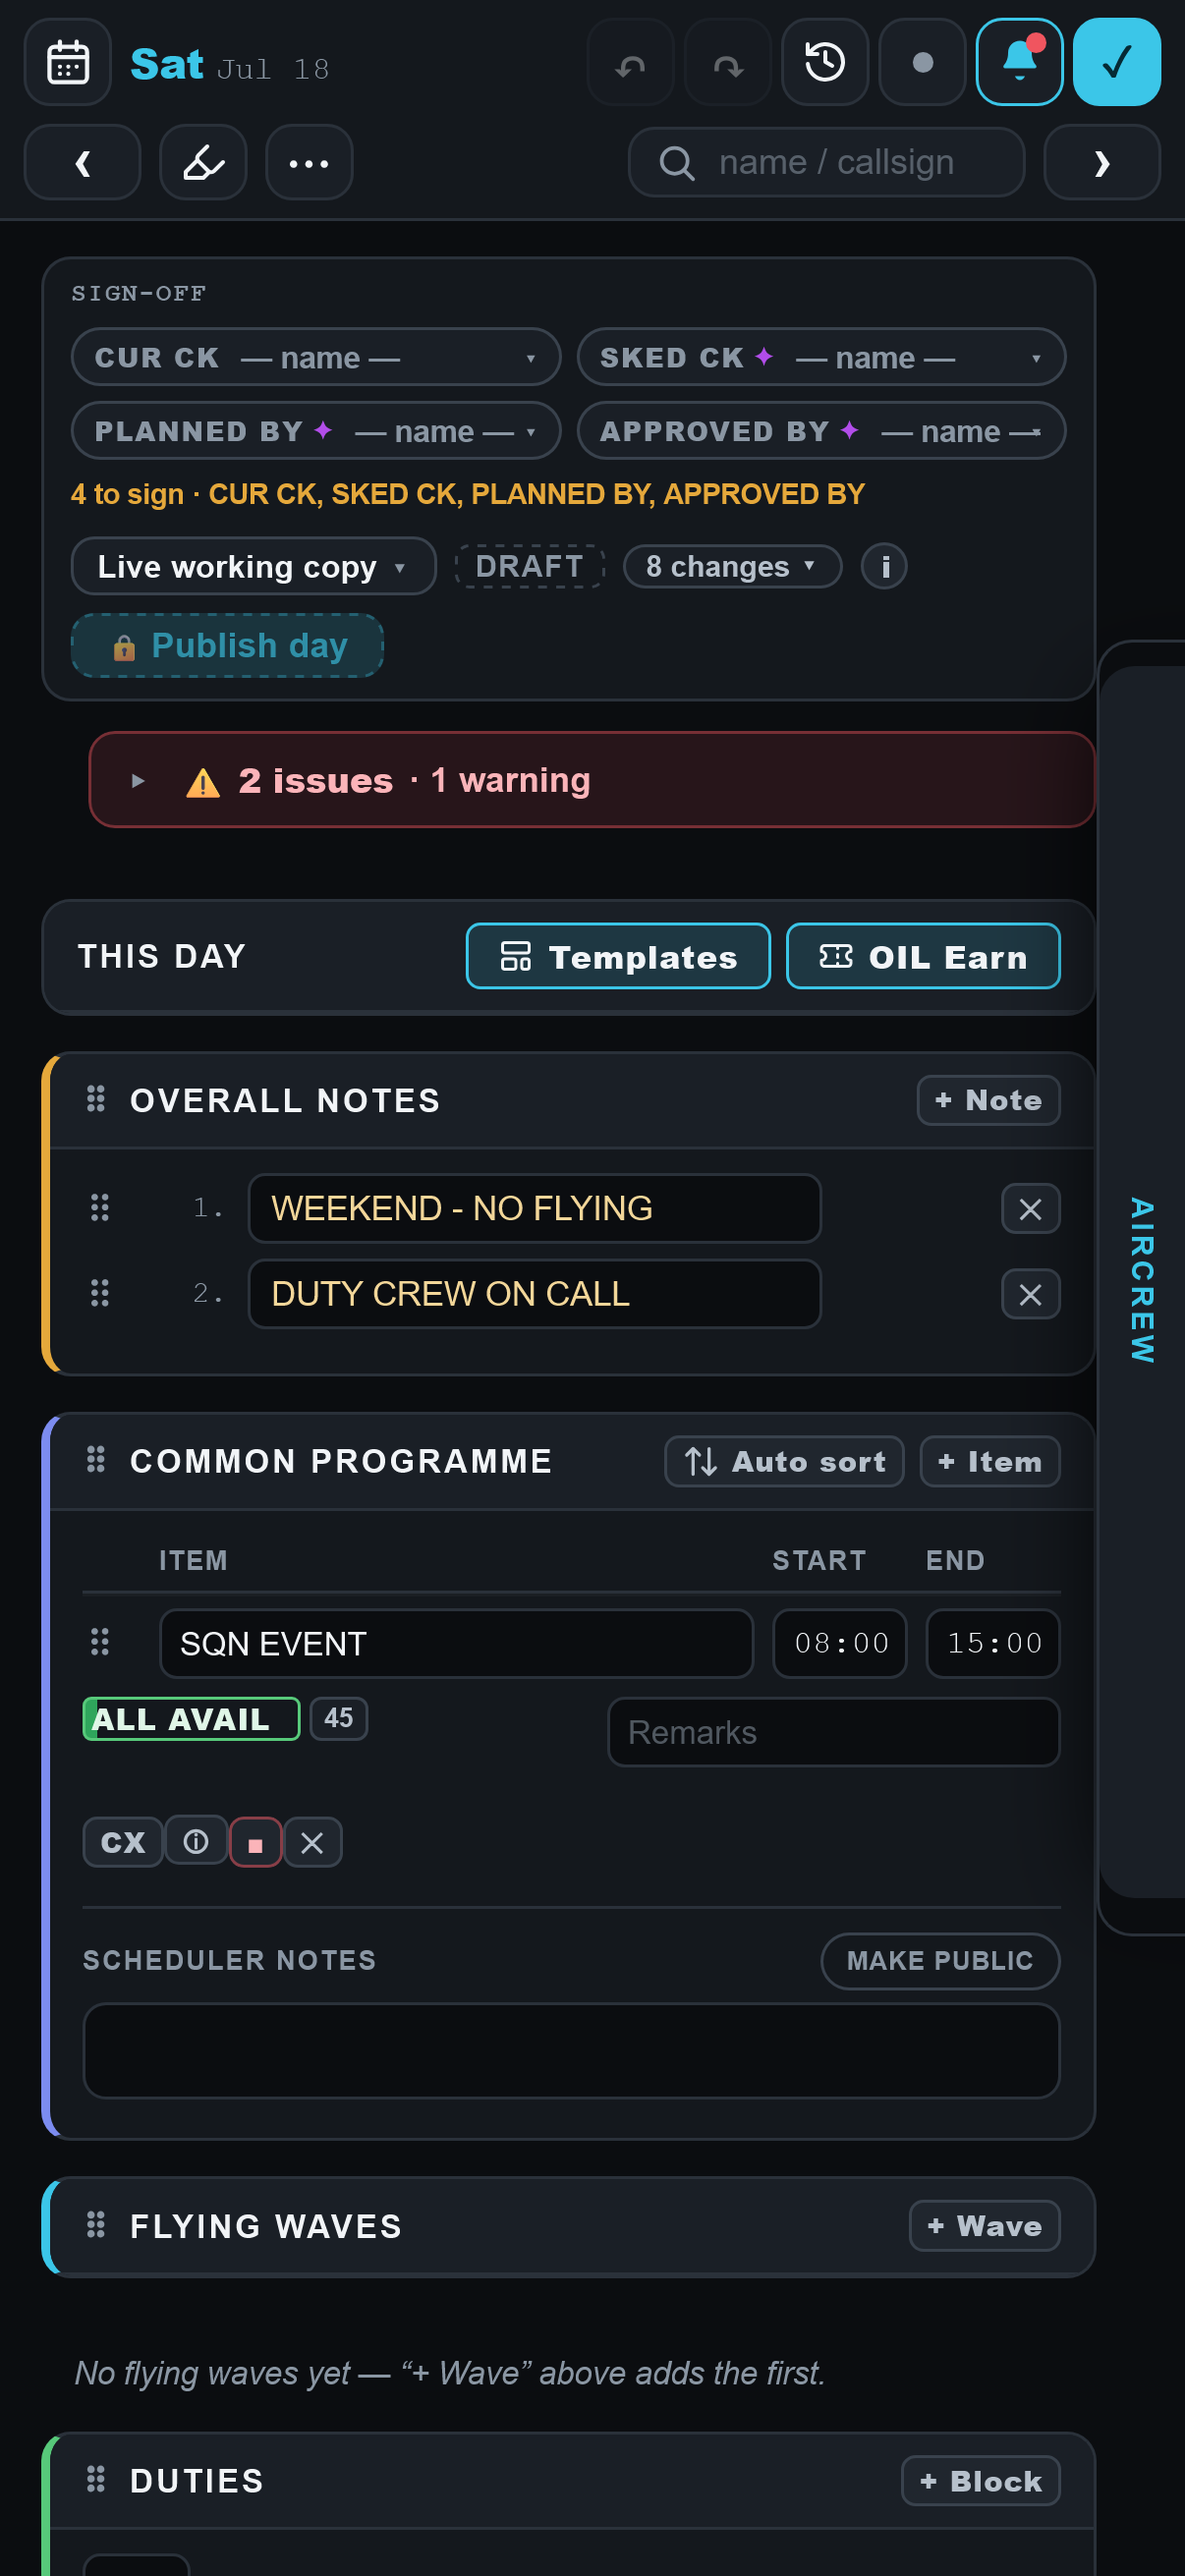 Sat Jul 18
name / callsign
SIGN-OFF
CUR CK — name —
SKED CK — name —
PLANNED BY — name —
APPROVED BY — name —
4 to sign · CUR CK, SKED CK, PLANNED BY, APPROVED BY
Live working copy
DRAFT
8 changes
i
Publish day
2 issues · 1 warning
THIS DAY
Templates
OIL Earn
OVERALL NOTES
+ Note
1. WEEKEND - NO FLYING
2. DUTY CREW ON CALL
AIRCREW
COMMON PROGRAMME
Auto sort
+ Item
ITEM START END
SQN EVENT 08:00 15:00
ALL AVAIL 45
Remarks
CX
SCHEDULER NOTES
MAKE PUBLIC
FLYING WAVES
+ Wave
No flying waves yet — “+ Wave” above adds the first.
DUTIES
+ Block